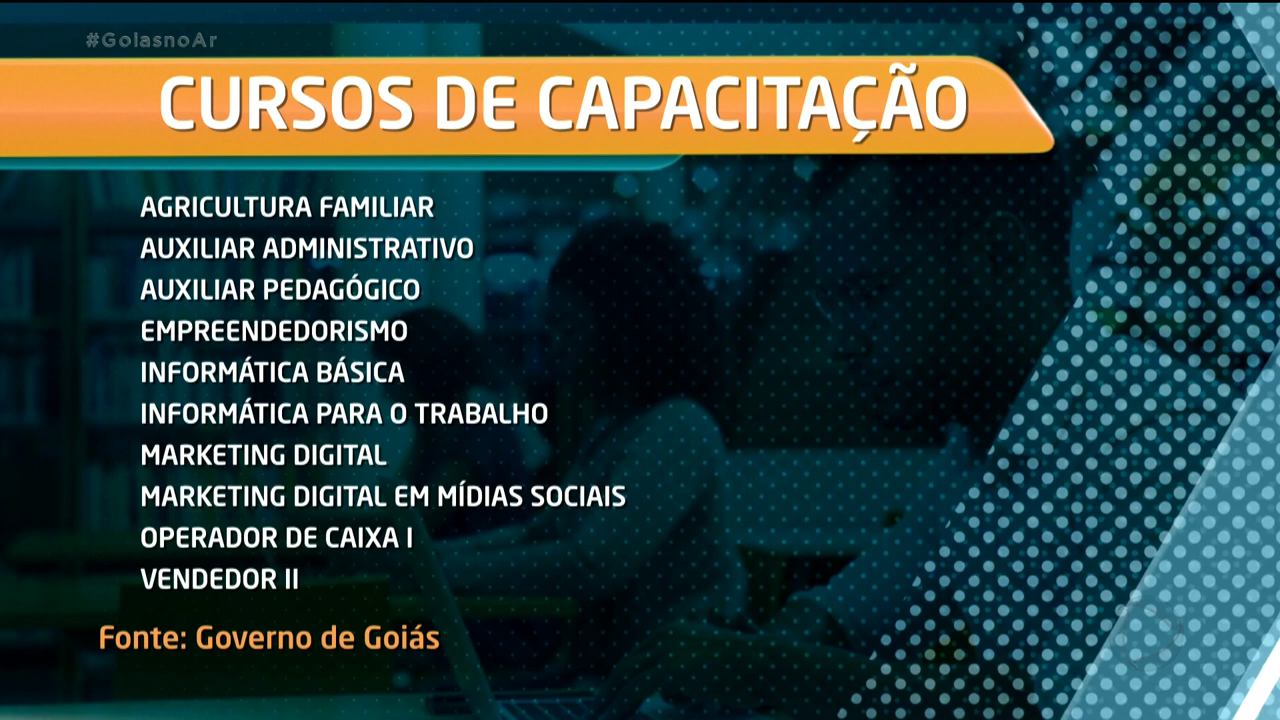 #GoiasnoAr
CURSOS DE CAPACITAÇÃO
AGRICULTURA FAMILIAR
AUXILIAR ADMINISTRATIVO
AUXILIAR PEDAGÓGICO
EMPREENDEDORISMO
INFORMÁTICA BÁSICA
INFORMÁTICA PARA O TRABALHO
MARKETING DIGITAL
MARKETING DIGITAL EM MÍDIAS SOCIAIS
OPERADOR DE CAIXA I
VENDEDOR II
Fonte: Governo de Goiás